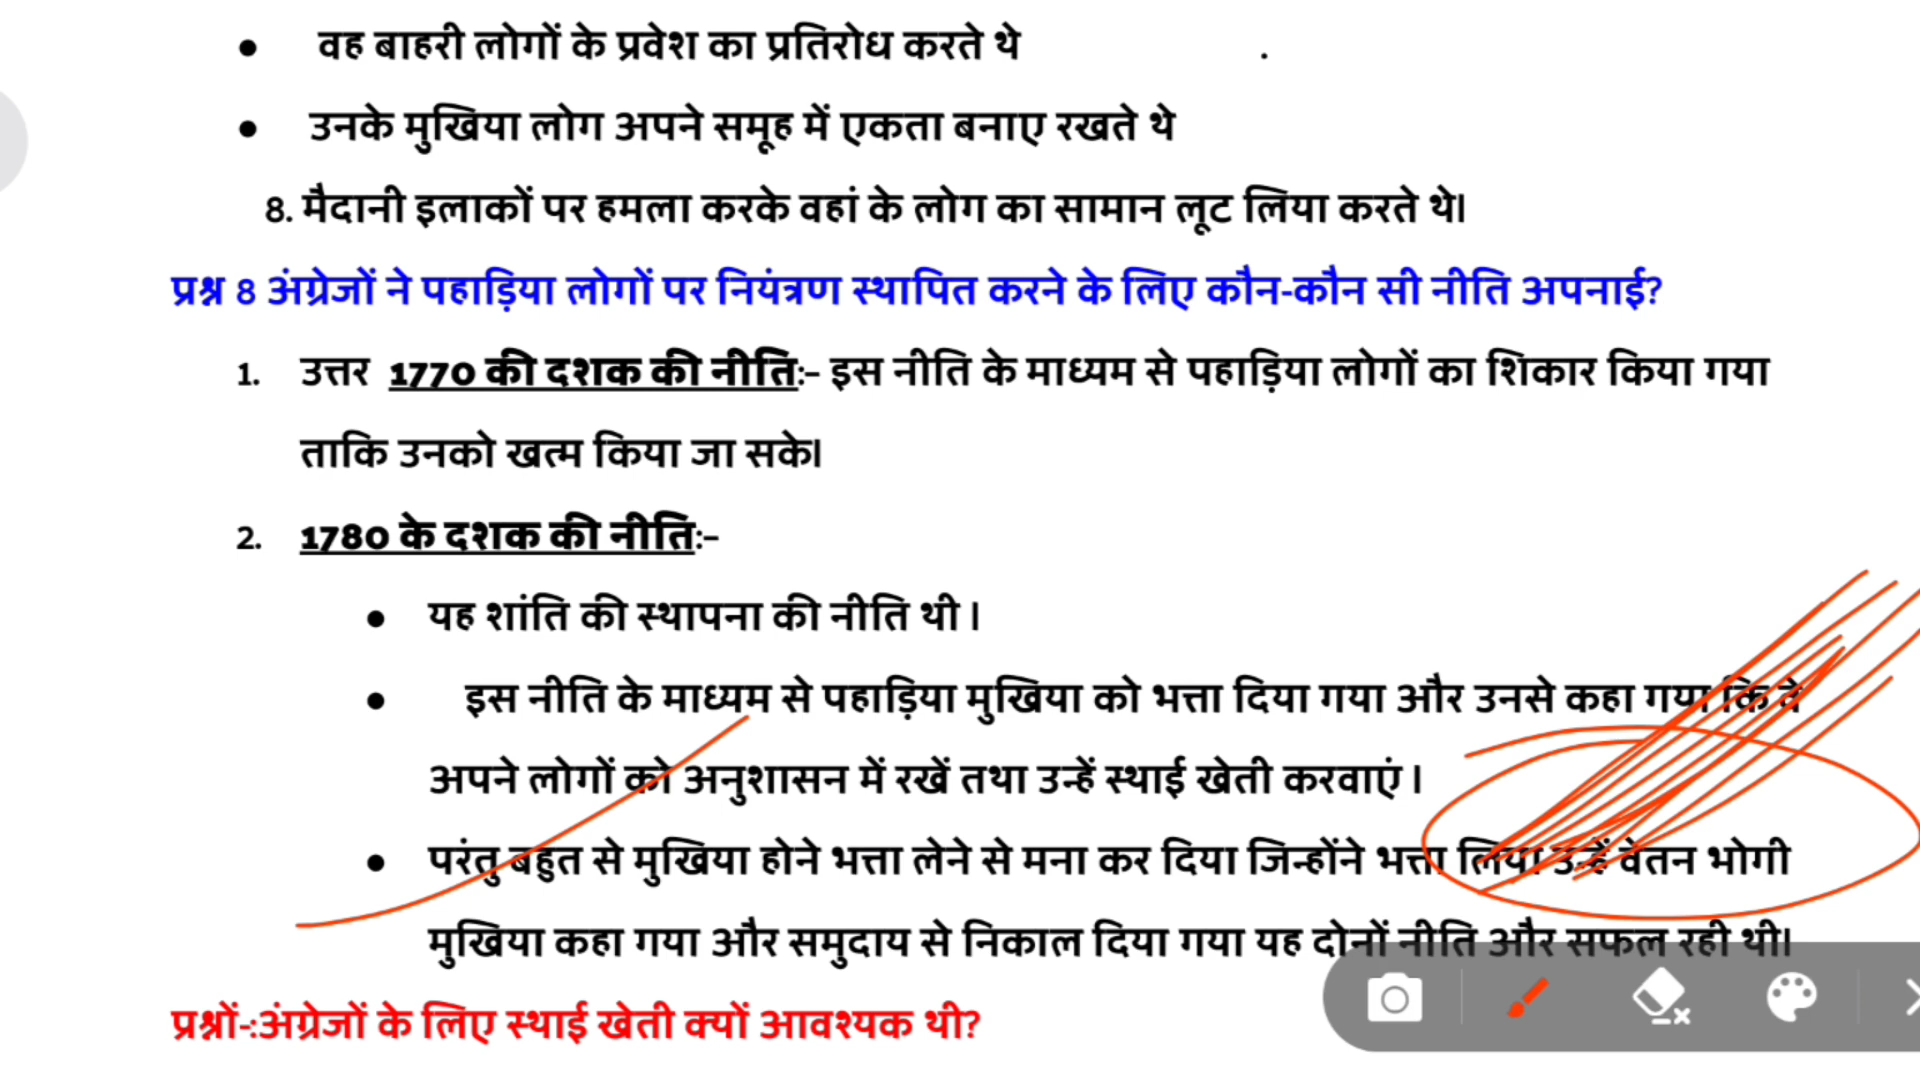 ● वह बाहरी लोगों के प्रवेश का प्रतिरोध करते थे .
● उनके मुखिया लोग अपने समूह में एकता बनाए रखते थे
8. मैदानी इलाकों पर हमला करके वहां के लोग का सामान लूट लिया करते थे।
प्रश्न 8 अंग्रेजों ने पहाड़िया लोगों पर नियंत्रण स्थापित करने के लिए कौन-कौन सी नीति अपनाई?
1. उत्तर 1770 की दशक की नीति:- इस नीति के माध्यम से पहाड़िया लोगों का शिकार किया गया
ताकि उनको खत्म किया जा सके।
2. 1780 के दशक की नीति:-
● यह शांति की स्थापना की नीति थी ।
● इस नीति के माध्यम से पहाड़िया मुखिया को भत्ता दिया गया और उनसे कहा गया कि वे
अपने लोगों को अनुशासन में रखें तथा उन्हें स्थाई खेती करवाएं ।
● परंतु बहुत से मुखिया होने भत्ता लेने से मना कर दिया जिन्होंने भत्ता लिया उन्हें वेतन भोगी
मुखिया कहा गया और समुदाय से निकाल दिया गया यह दोनों नीति और सफल रही थी।
प्रश्नों-:अंग्रेजों के लिए स्थाई खेती क्यों आवश्यक थी?